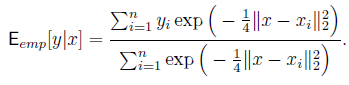 \mathsf{E}_{emp}[y|x] = \frac{\sum_{i=1}^{n} y_i \exp\left(-\frac{1}{4}\|x - x_i\|_2^2\right)}{\sum_{i=1}^{n} \exp\left(-\frac{1}{4}\|x - x_i\|_2^2\right)}.